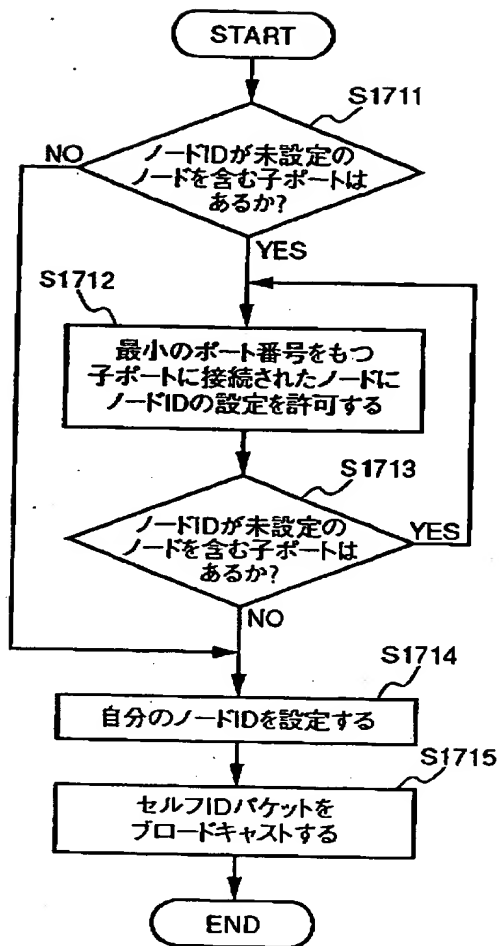 START
S1711
ノードIDが未設定の
ノードを含む子ポートは
あるか?
NO
YES
S1712
最小のポート番号をもつ
子ポートに接続されたノードに
ノードIDの設定を許可する
S1713
ノードIDが未設定の
ノードを含む子ポートは
あるか?
YES
NO
S1714
自分のノードIDを設定する
S1715
セルフIDパケットを
ブロードキャストする
END